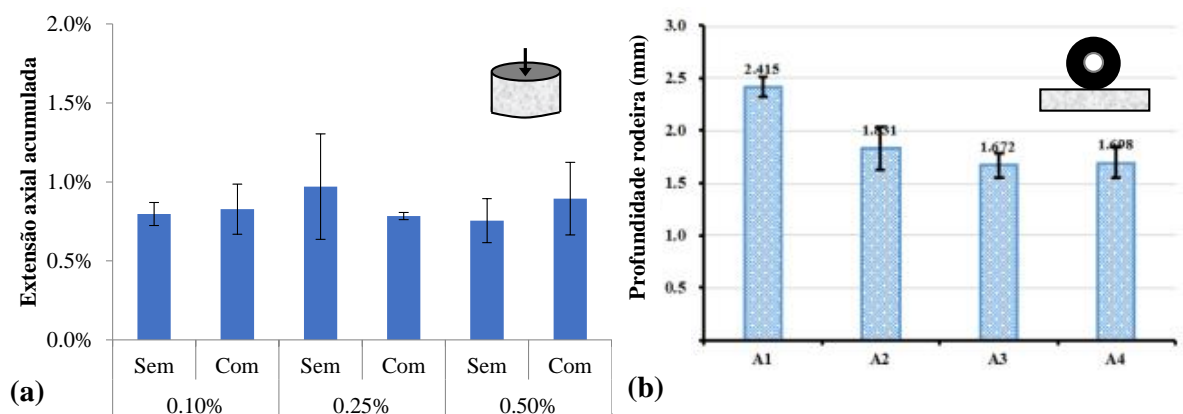 Extensão axial acumulada
2.0%
1.5%
1.0%
0.5%
0.0%
Sem Com Sem Com Sem Com
0.10% 0.25% 0.50%
(a)
Profundidade rodeira (mm)
3.0
2.5
2.0
1.5
1.0
0.5
-
2.415
1.831
1.672
1.698
A1 A2 A3 A4
(b)